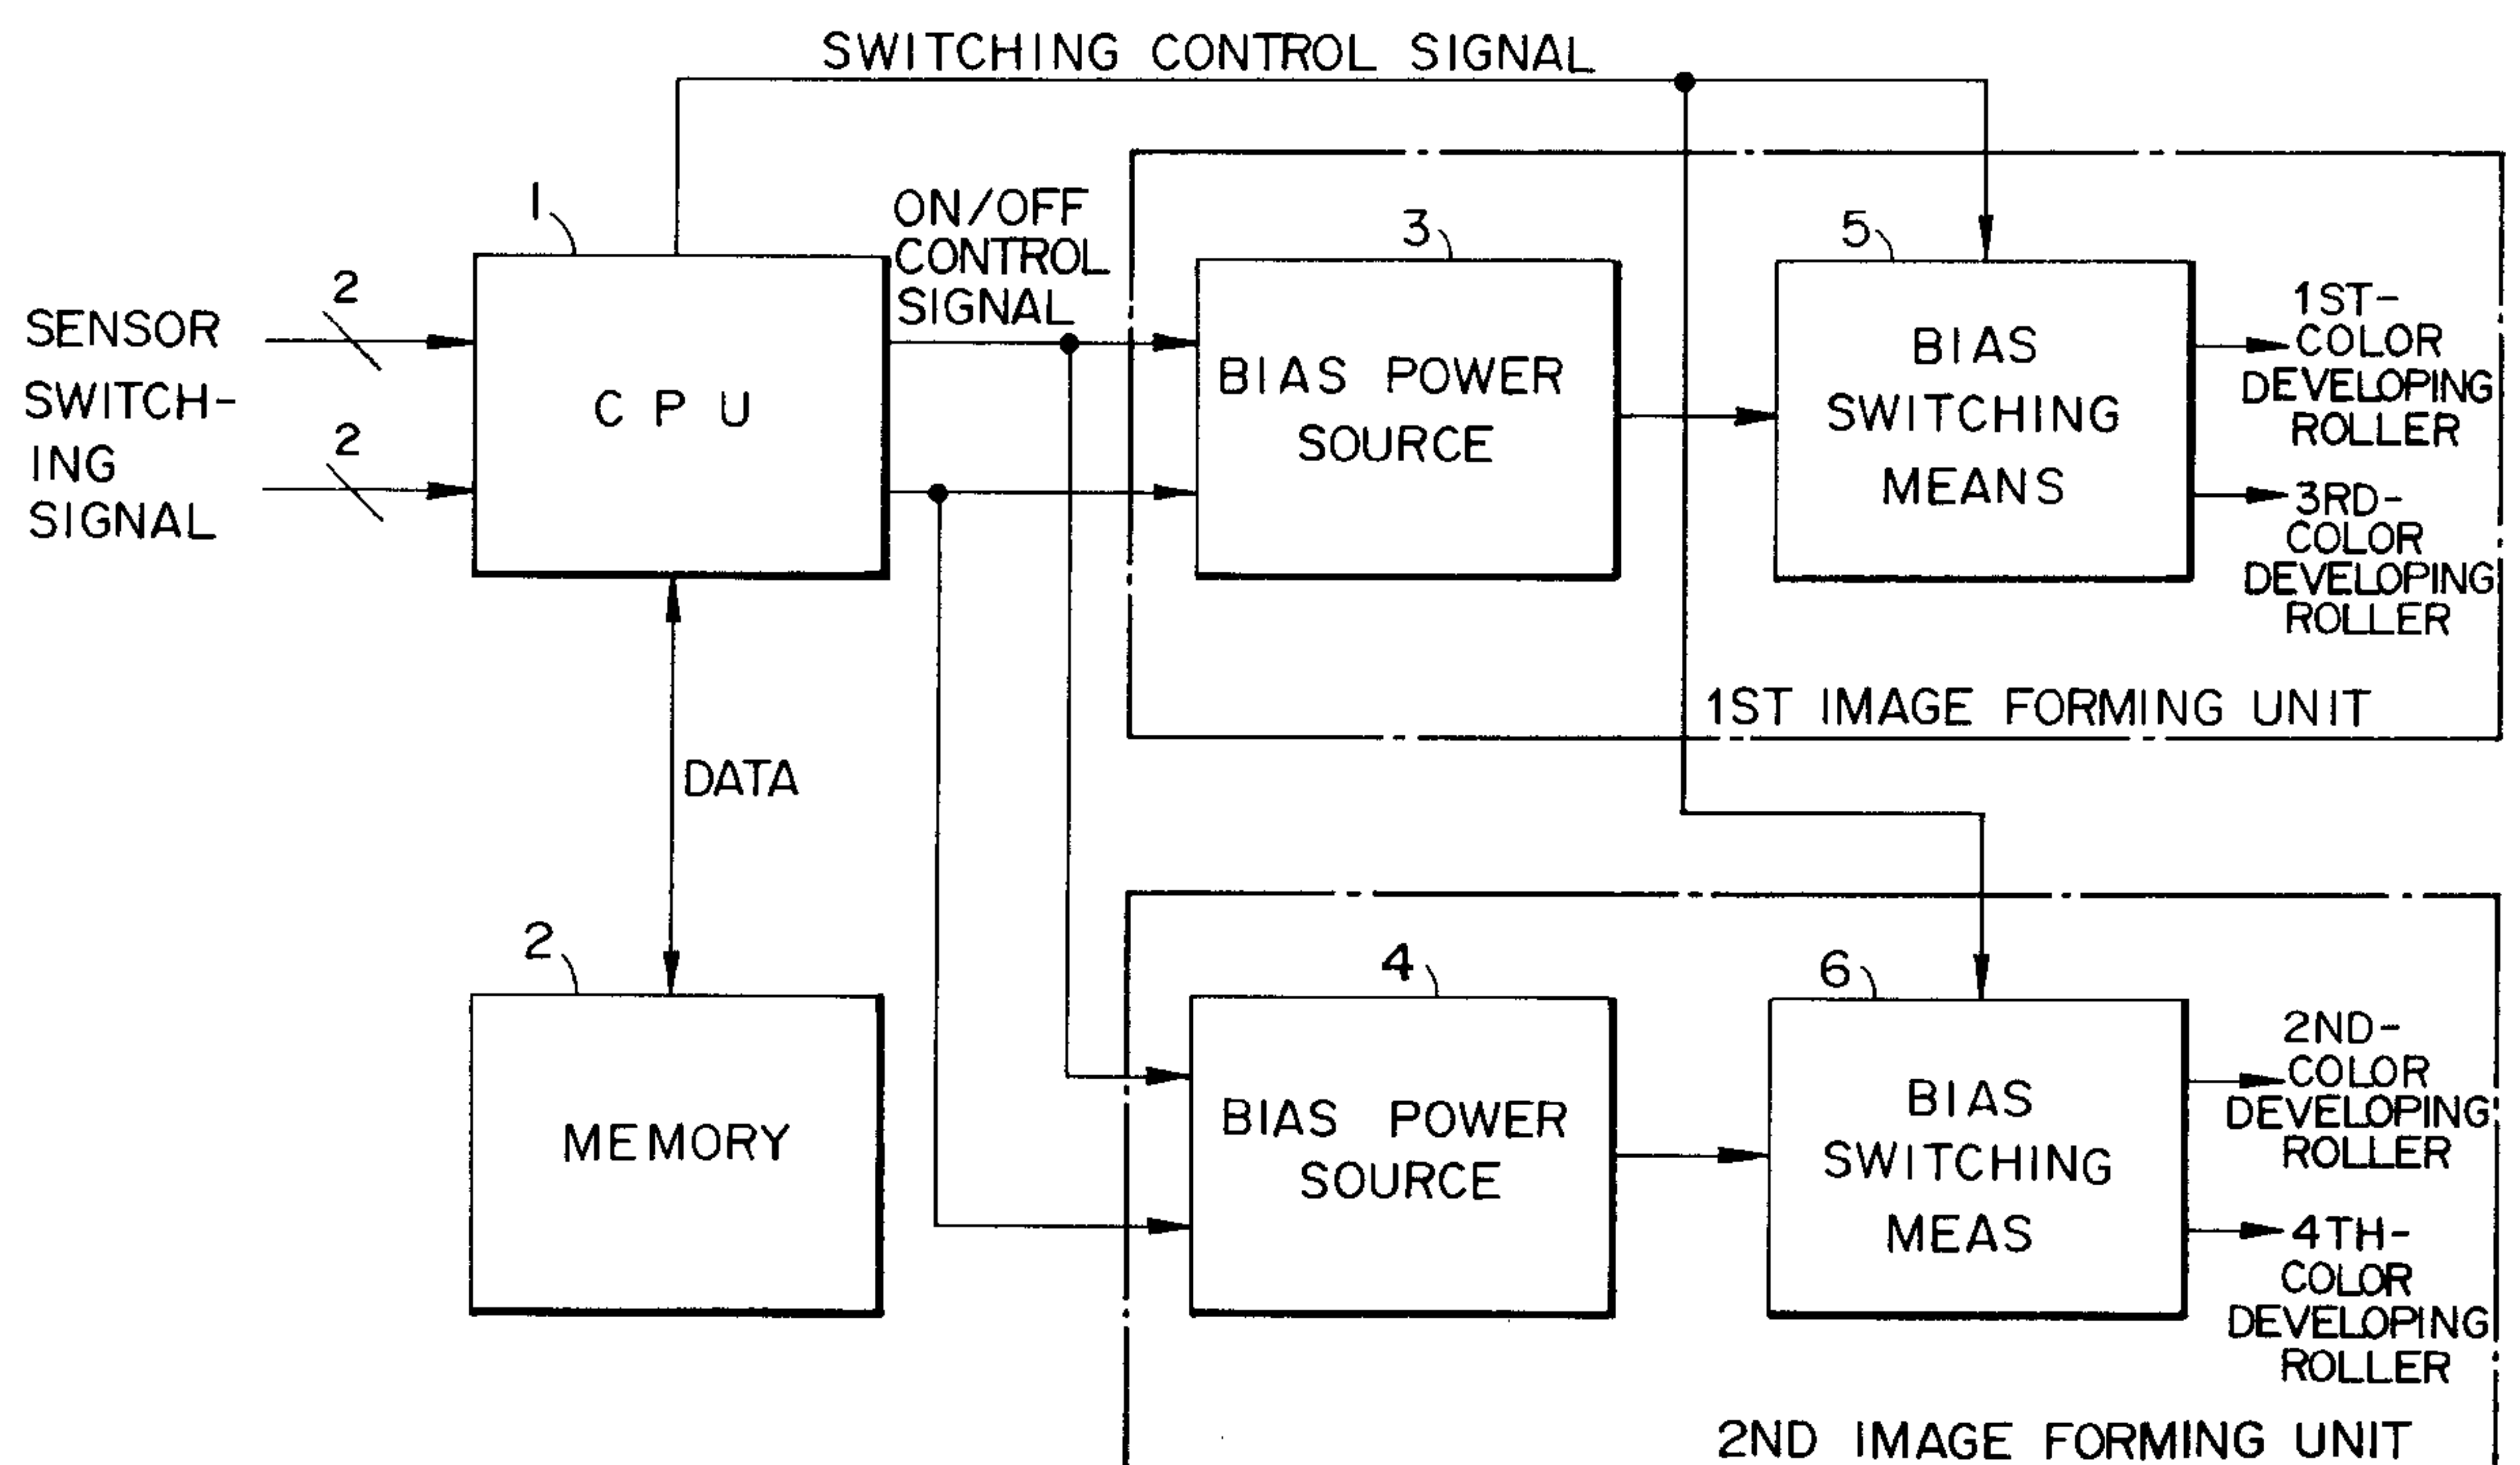 SWITCHING CONTROL SIGNAL
1
ON/OFF
CONTROL
SIGNAL
3
5
SENSOR
2
SWITCH-
ING
SIGNAL
2
C P U
BIAS POWER
SOURCE
BIAS
SWITCHING
MEANS
1ST-
COLOR
DEVELOPING
ROLLER
3RD-
COLOR
DEVELOPING
ROLLER
1ST IMAGE FORMING UNIT
DATA
2
4
6
MEMORY
BIAS POWER
SOURCE
BIAS
SWITCHING
MEAS
2ND-
COLOR
DEVELOPING
ROLLER
4TH-
COLOR
DEVELOPING
ROLLER
2ND IMAGE FORMING UNIT